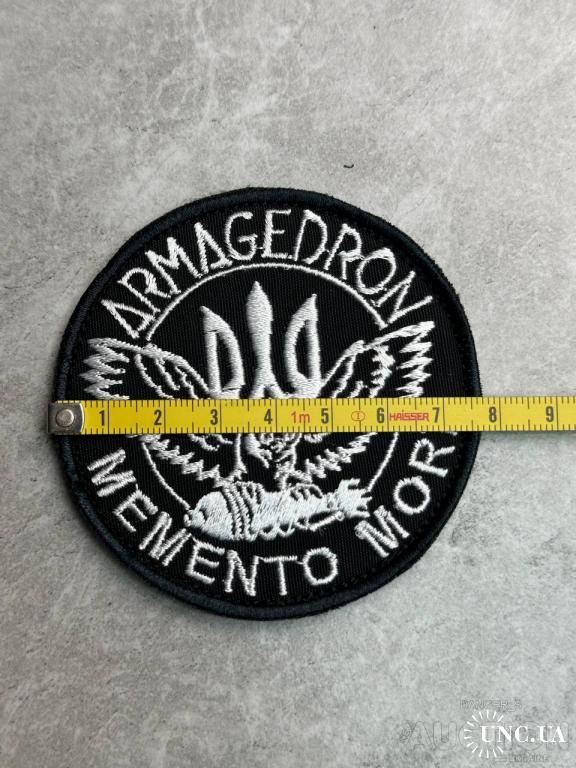 ARMAGEDRON
1 2 3 4 1m 5 6 HAISSER 7 8 9
MEMENTO MOR
UNC.UA